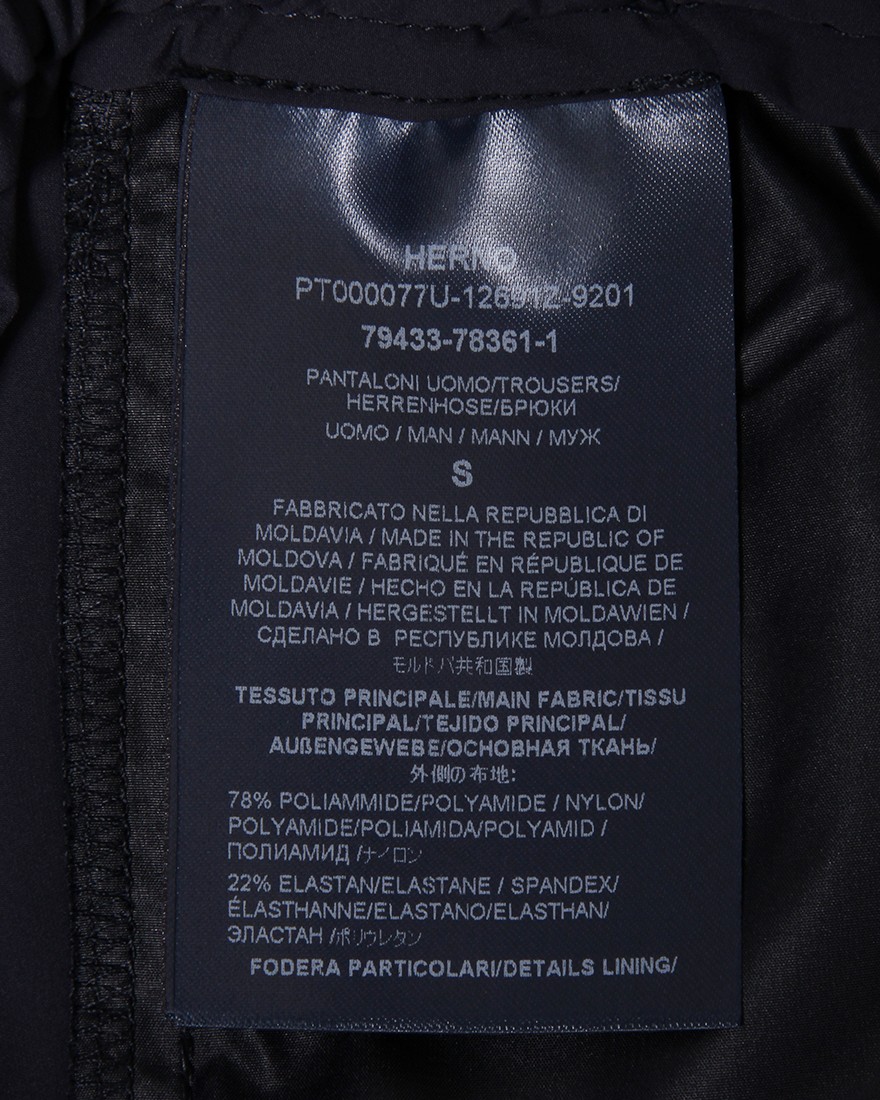 HERNO
PT000077U-12691Z-9201
79433-78361-1
PANTALONI UOMO/TROUSERS/
HERRENHOSE/БРЮКИ
UOMO / MAN / MANN / МУЖ
S
FABBRICATO NELLA REPUBBLICA DI
MOLDAVIA / MADE IN THE REPUBLIC OF
MOLDOVA / FABRIQUÉ EN RÉPUBLIQUE DE
MOLDAVIE / HECHO EN LA REPÚBLICA DE
MOLDAVIA / HERGESTELLT IN MOLDAWIEN /
СДЕЛАНО В РЕСПУБЛИКЕ МОЛДОВА /
モルドバ共和国製
TESSUTO PRINCIPALE/MAIN FABRIC/TISSU
PRINCIPAL/TEJIDO PRINCIPAL/
AUßENGEWEBE/ОСНОВНАЯ ТКАНЬ/
外側の布地:
78% POLIAMMIDE/POLYAMIDE / NYLON/
POLYAMIDE/POLIAMIDA/POLYAMID /
ПОЛИАМИД /ナイロン
22% ELASTAN/ELASTANE / SPANDEX/
ÉLASTHANNE/ELASTANO/ELASTHAN/
ЭЛАСТАН /ポリウレタン
FODERA PARTICOLARI/DETAILS LINING/